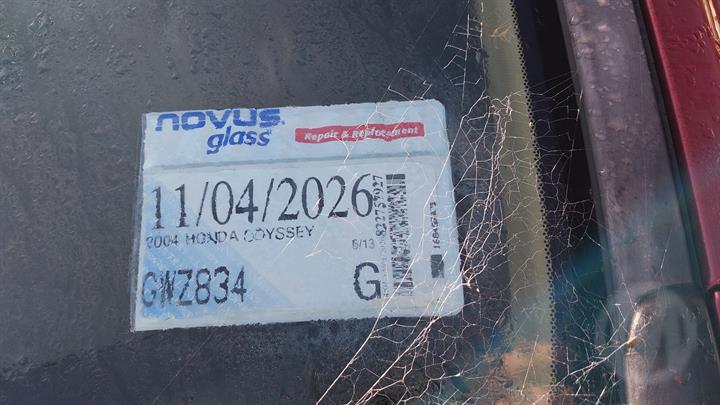 novus
glass
Repair & Replacement
11/04/2026
2004 HONDA ODYSSEY
6/13
GWZ834
G